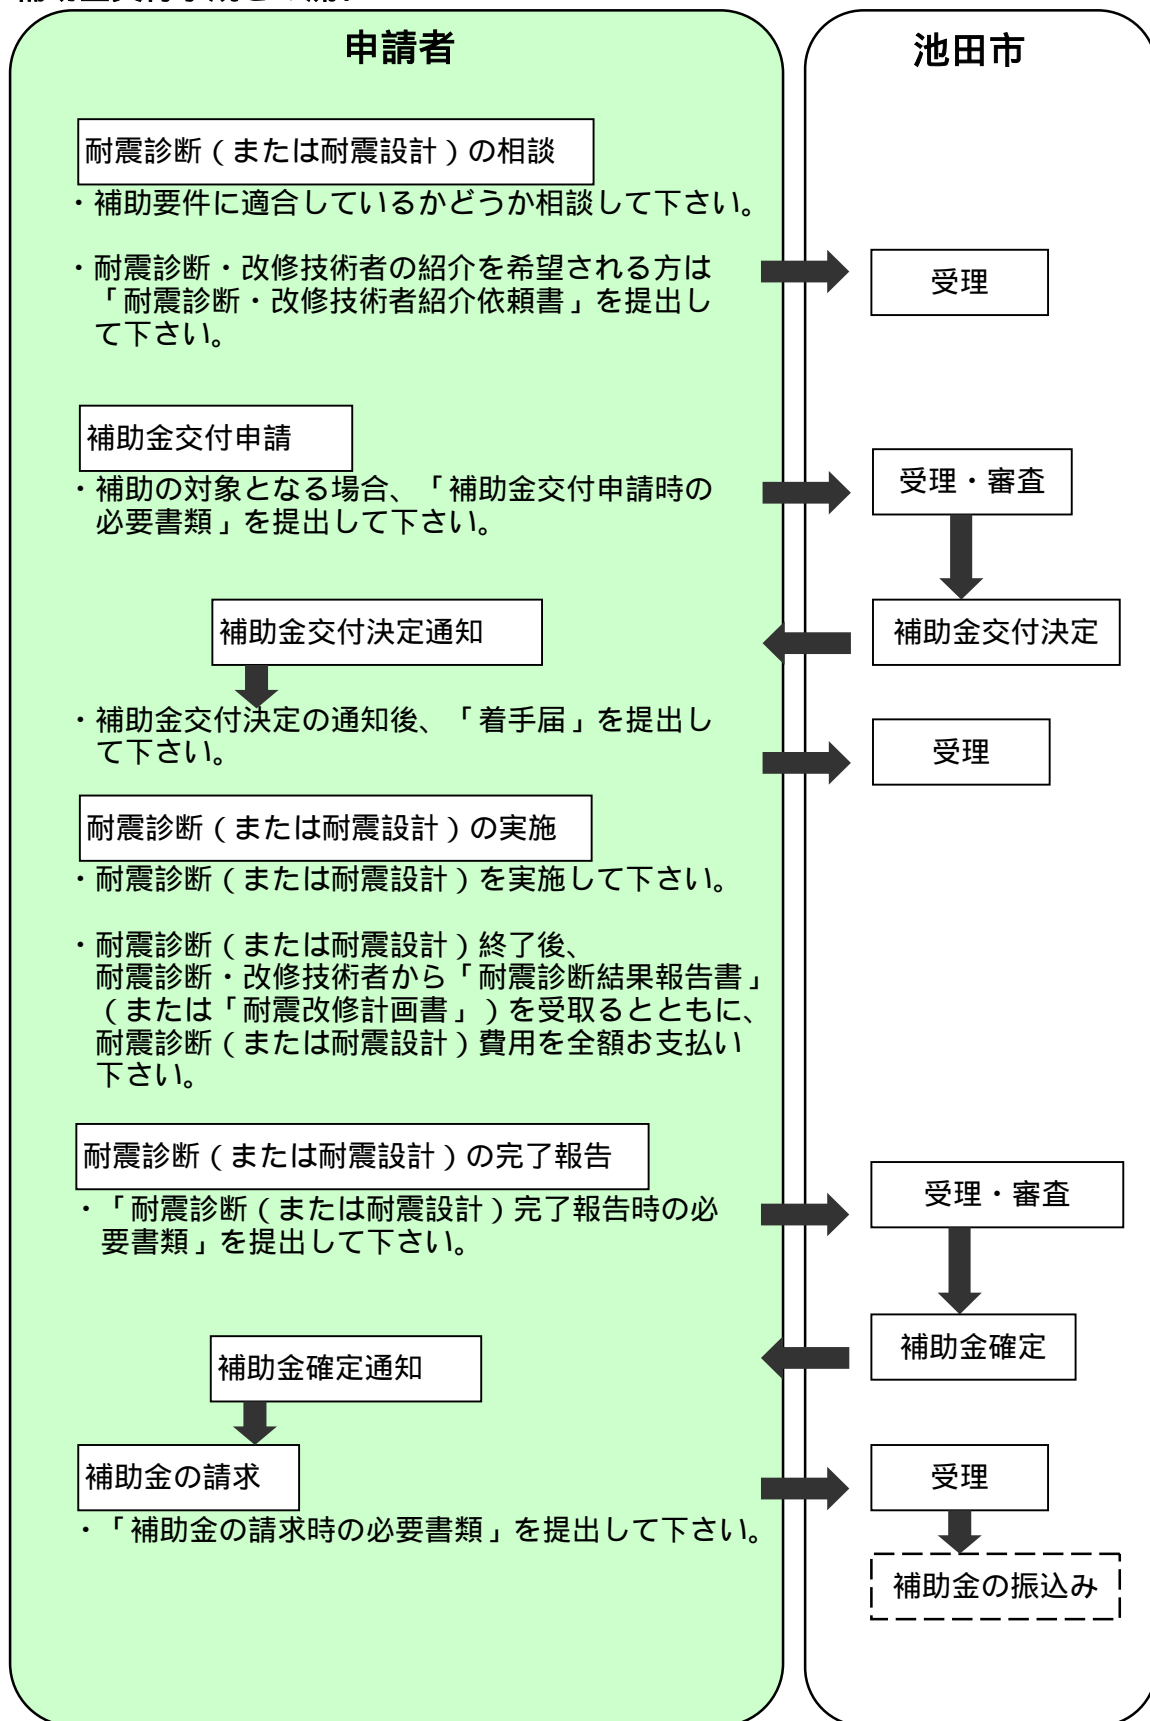 申請者
池田市
耐震診断（または耐震設計）の相談
・補助要件に適合しているかどうか相談して下さい。
・耐震診断・改修技術者の紹介を希望される方は
「耐震診断・改修技術者紹介依頼書」を提出し
て下さい。
受理
補助金交付申請
・補助の対象となる場合、「補助金交付申請時の
必要書類」を提出して下さい。
受理・審査
補助金交付決定通知
補助金交付決定
・補助金交付決定の通知後、「着手届」を提出し
て下さい。
受理
耐震診断（または耐震設計）の実施
・耐震診断（または耐震設計）を実施して下さい。
・耐震診断（または耐震設計）終了後、
耐震診断・改修技術者から「耐震診断結果報告書」
（または「耐震改修計画書」）を受取るとともに、
耐震診断（または耐震設計）費用を全額お支払い
下さい。
耐震診断（または耐震設計）の完了報告
・「耐震診断（または耐震設計）完了報告時の必
要書類」を提出して下さい。
受理・審査
補助金確定通知
補助金確定
補助金の請求
・「補助金の請求時の必要書類」を提出して下さい。
受理
補助金の振込み